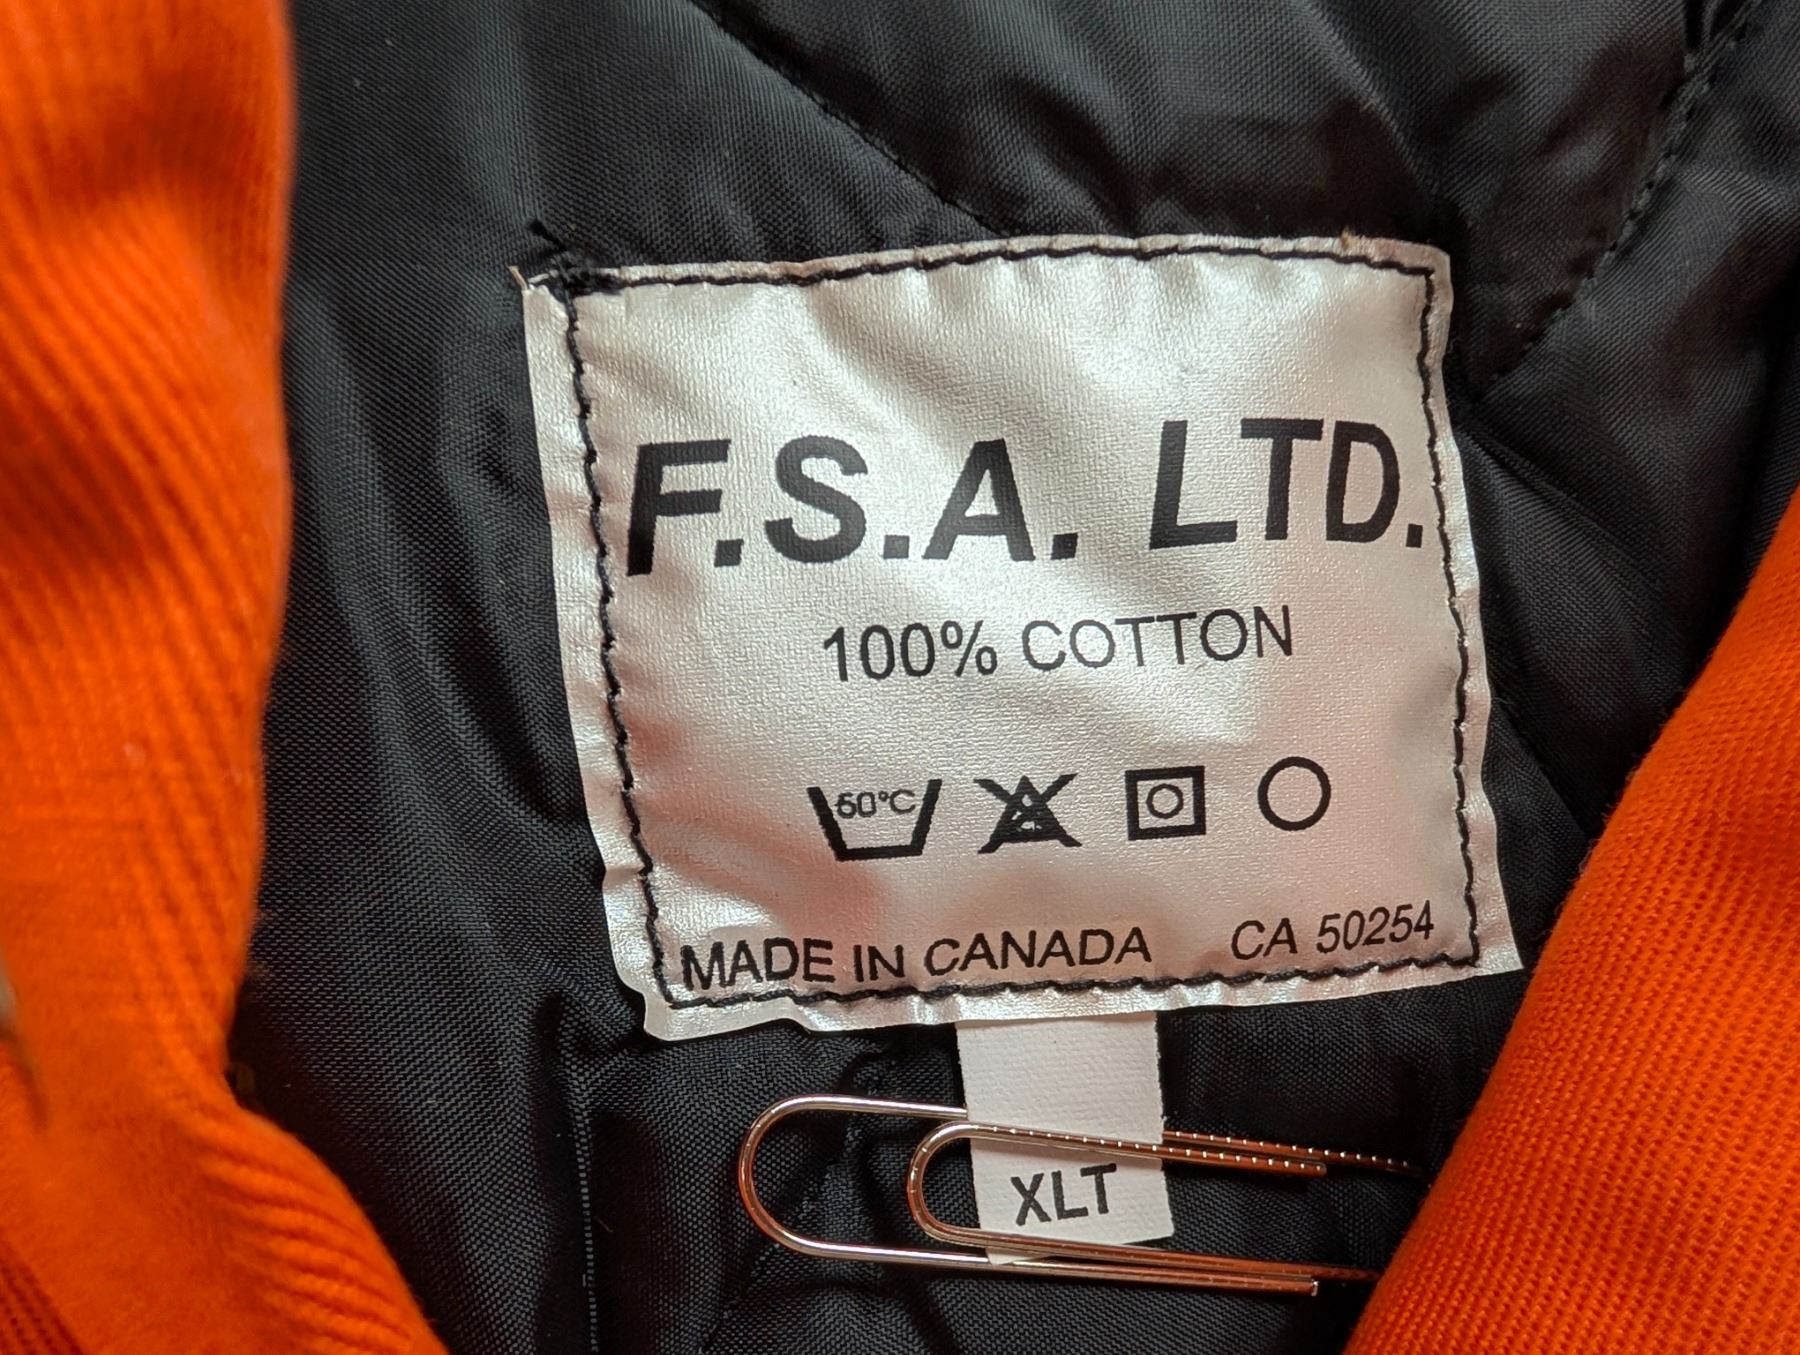 F.S.A. LTD.
100% COTTON
60°C
MADE IN CANADA CA 50254
XLT